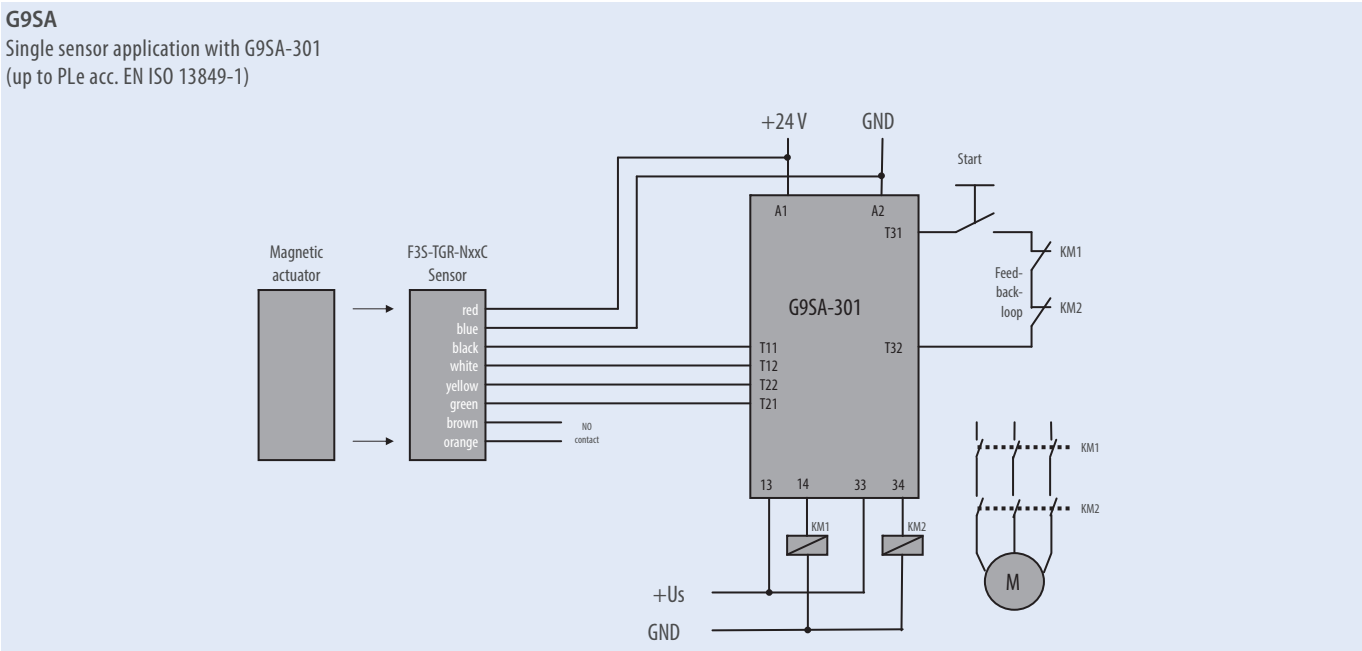 G9SA
Single sensor application with G9SA-301
(up to PLe acc. EN ISO 13849-1)
+24 V
GND
Start
A1
A2
T31
Magnetic
actuator
F3S-TGR-NxxC
Sensor
KM1
Feed-
back-
loop
KM2
G9SA-301
red
blue
black
white
yellow
green
brown
orange
T11
T12
T22
T21
T32
NO
contact
13
14
33
34
KM1
KM2
KM1
KM2
M
+Us
GND